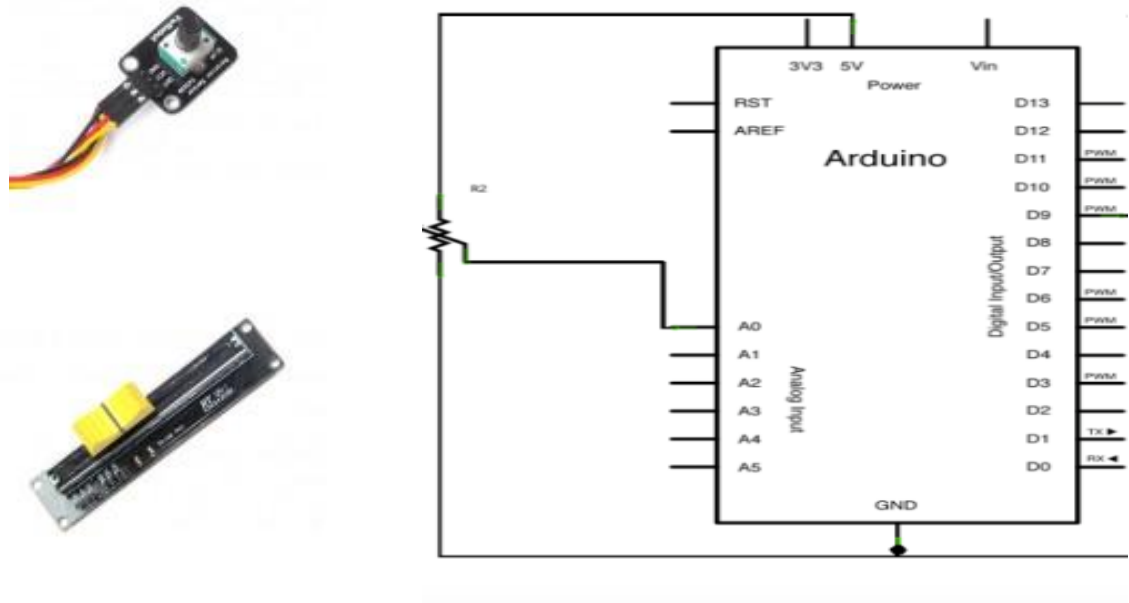 R2
3V3 5V Vin
Power
RST
AREF
Arduino
D13
D12
D11 PWM
D10 PWM
D9 PWM
D8
D7
D6 PWM
D5 PWM
D4
D3 PWM
D2
D1 TX ▶
D0 RX ◀
Digital Input/Output
A0
A1
A2
A3
A4
A5
Analog Input
GND